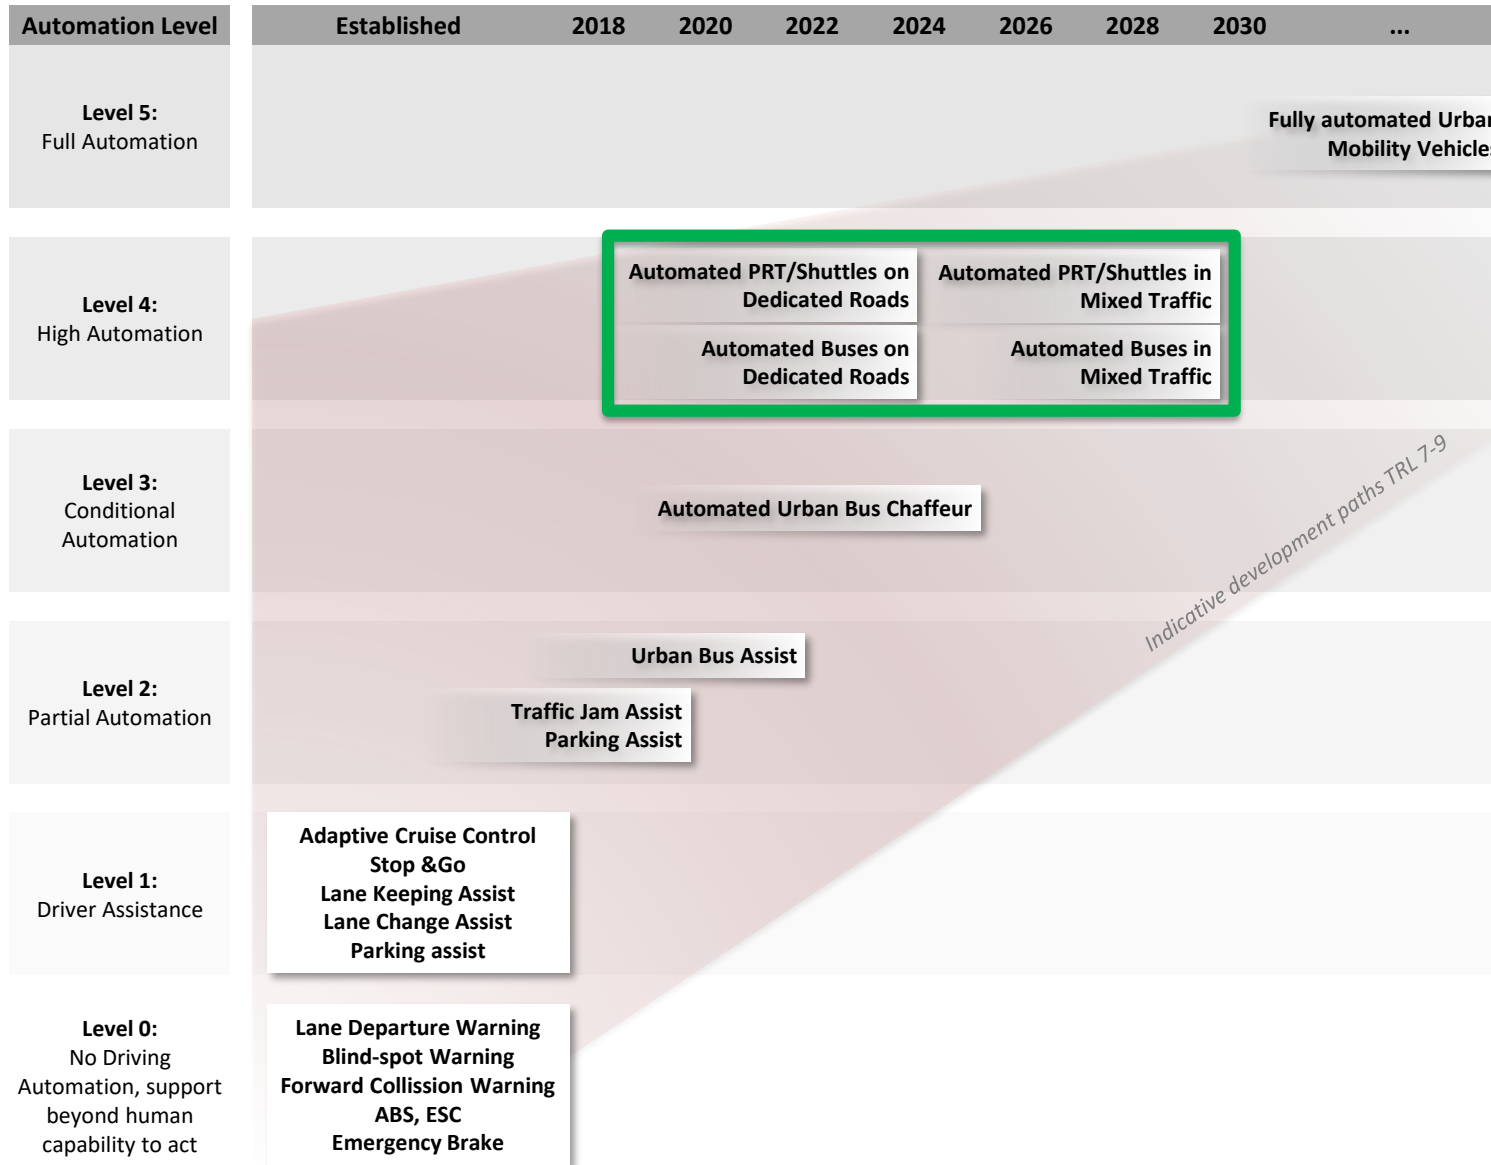 Automation Level
Established
2018 2020 2022 2024 2026 2028 2030 ...
Level 5:
Full Automation
Fully automated Urban
Mobility Vehicles
Level 4:
High Automation
Automated PRT/Shuttles on
Dedicated Roads
Automated PRT/Shuttles in
Mixed Traffic
Automated Buses on
Dedicated Roads
Automated Buses in
Mixed Traffic
Level 3:
Conditional
Automation
Automated Urban Bus Chaffeur
Indicative development paths TRL 7-9
Level 2:
Partial Automation
Urban Bus Assist
Traffic Jam Assist
Parking Assist
Level 1:
Driver Assistance
Adaptive Cruise Control
Stop &Go
Lane Keeping Assist
Lane Change Assist
Parking assist
Level 0:
No Driving
Automation, support
beyond human
capability to act
Lane Departure Warning
Blind-spot Warning
Forward Collission Warning
ABS, ESC
Emergency Brake